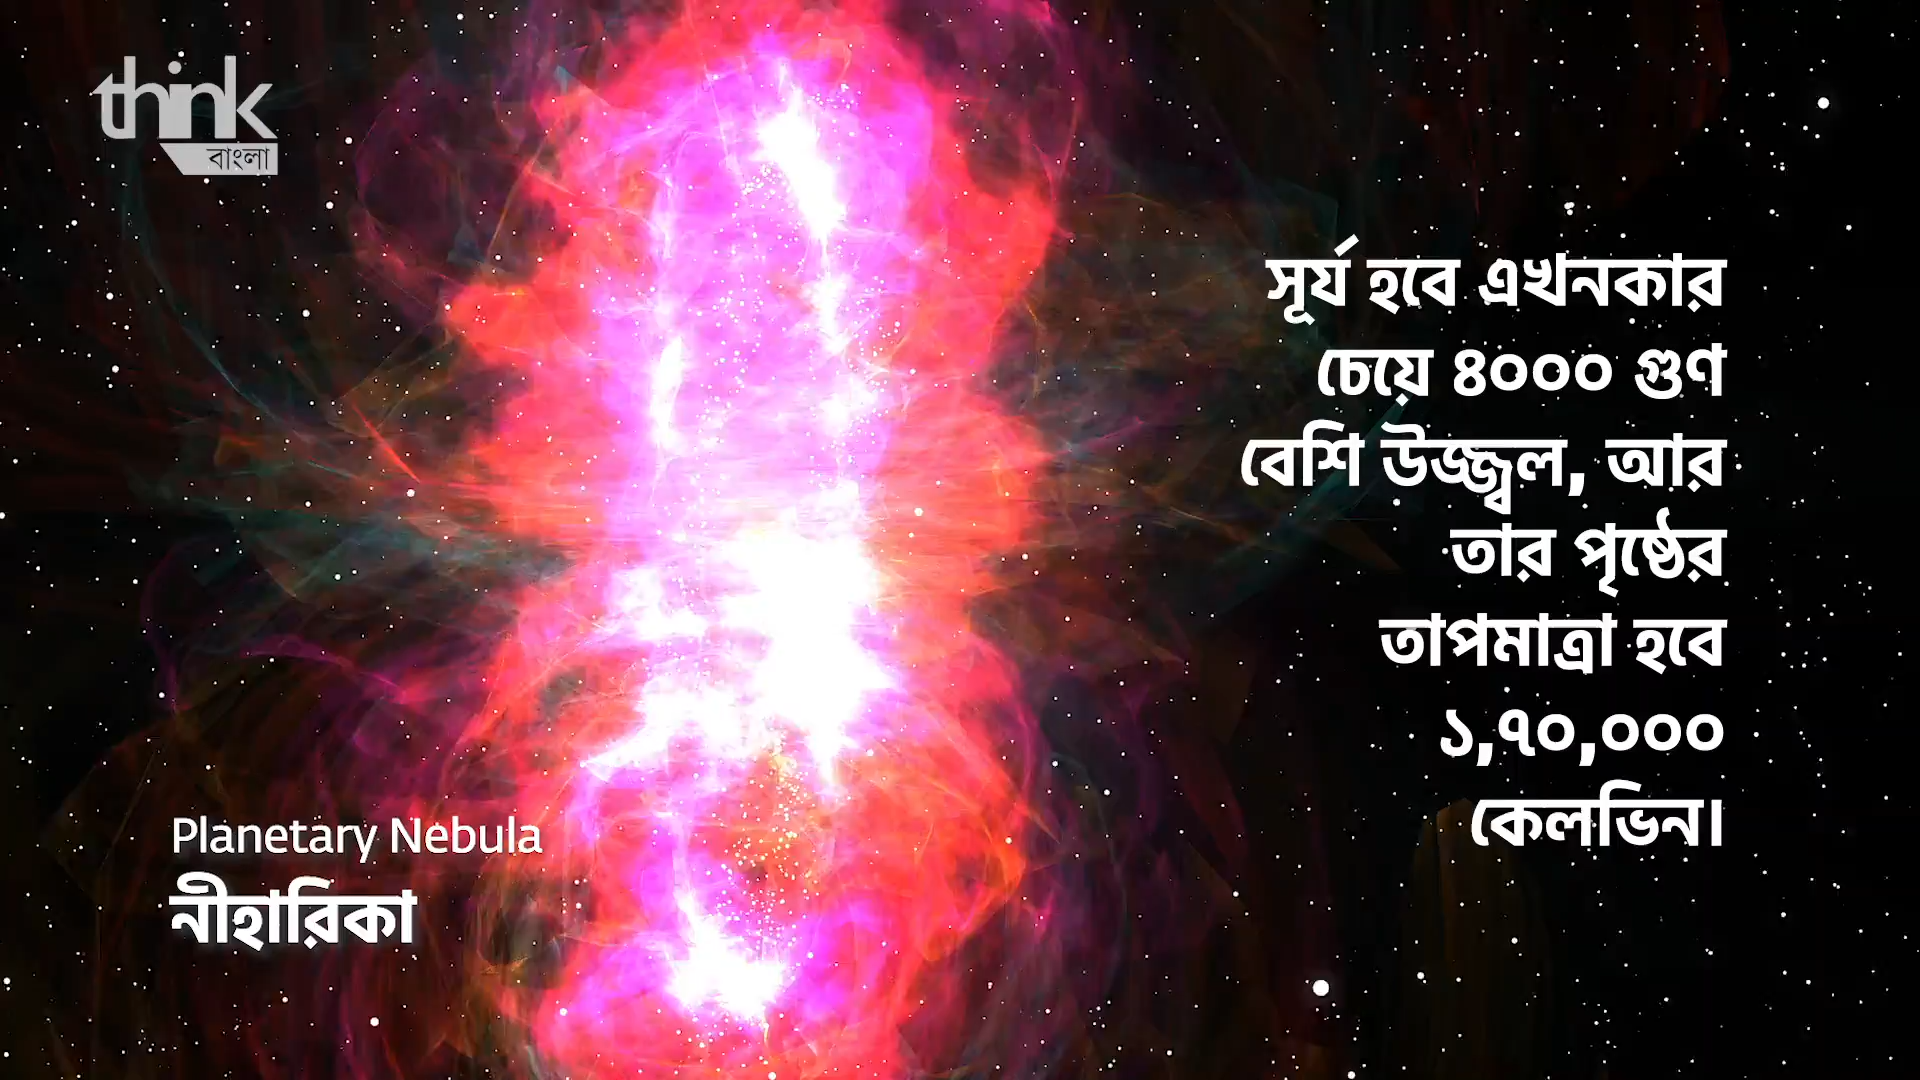 think
বাংলা
সূর্য হবে এখনকার
চেয়ে ৪০০০ গুণ
বেশি উজ্জ্বল, আর
তার পৃষ্ঠের
তাপমাত্রা হবে
১,৭০,০০০
কেলভিন।
Planetary Nebula
নীহারিকা